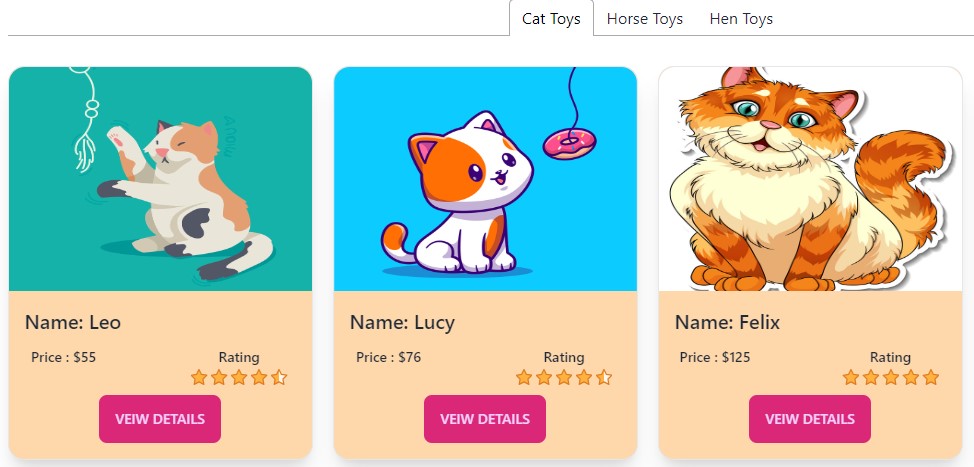 Cat Toys Horse Toys Hen Toys
Name: Leo
Price : $55 Rating
VEIW DETAILS
Name: Lucy
Price : $76 Rating
VEIW DETAILS
Name: Felix
Price : $125 Rating
VEIW DETAILS